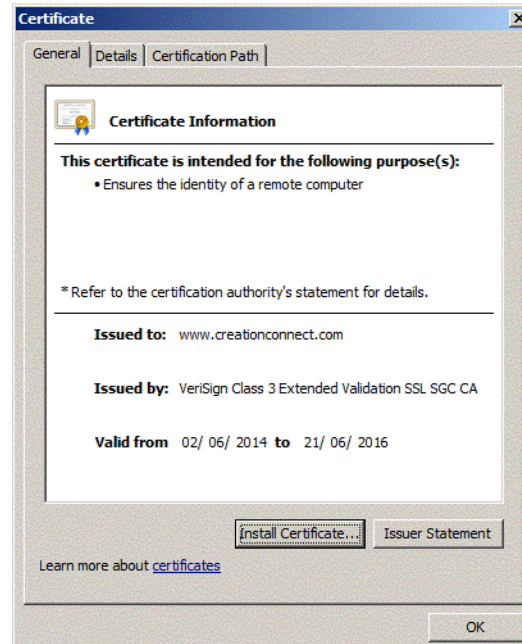 Certificate
General Details Certification Path
Certificate Information
This certificate is intended for the following purpose(s):
• Ensures the identity of a remote computer
* Refer to the certification authority's statement for details.
Issued to: www.creationconnect.com
Issued by: VeriSign Class 3 Extended Validation SSL SGC CA
Valid from 02/ 06/ 2014 to 21/ 06/ 2016
Install Certificate... Issuer Statement
Learn more about certificates
OK